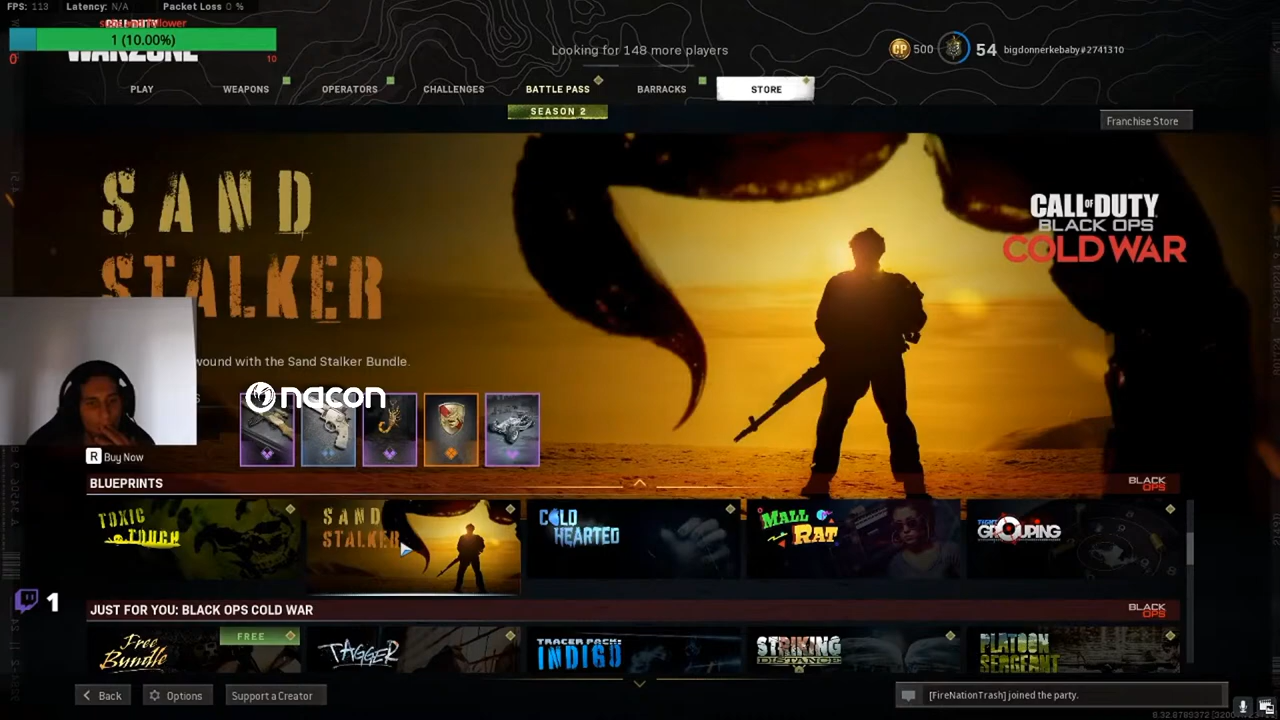 FPS: 113 Latency: N/A Packet Loss 0 %
1 (10.00%)
0 10
WARZONE
Looking for 148 more players
500 54 bigdonnerkebaby#2741310
PLAY WEAPONS OPERATORS CHALLENGES BATTLE PASS BARRACKS STORE
SEASON 2
Franchise Store
SAND
STALKER
CALL OF DUTY
BLACK OPS
COLD WAR
wound with the Sand Stalker Bundle.
nacon
R Buy Now
BLUEPRINTS BLACK OPS
TOXIC TOUCH
SAND STALKER
COLD HEARTED
MALL RAT
TIGHT GROUPING
1
JUST FOR YOU: BLACK OPS COLD WAR BLACK OPS
Free Bundle FREE
TAGGER
TRACER PACK: INDIGO
STRIKING DISTANCE
PLATOON SERGEANT
Back Options Support a Creator
[FireNationTrash] joined the party.